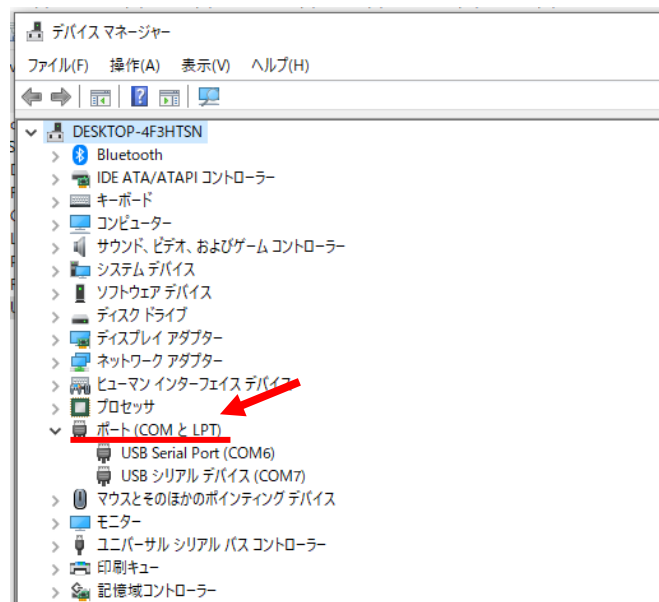 デバイス マネージャー
ファイル(F) 操作(A) 表示(V) ヘルプ(H)
DESKTOP-4F3HTSN
Bluetooth
IDE ATA/ATAPI コントローラー
キーボード
コンピューター
サウンド、ビデオ、およびゲーム コントローラー
システム デバイス
ソフトウェア デバイス
ディスク ドライブ
ディスプレイ アダプター
ネットワーク アダプター
ヒューマン インターフェイス デバイス
プロセッサ
ポート (COM と LPT)
USB Serial Port (COM6)
USB シリアル デバイス (COM7)
マウスとそのほかのポインティング デバイス
モニター
ユニバーサル シリアル バス コントローラー
印刷キュー
記憶域コントローラー